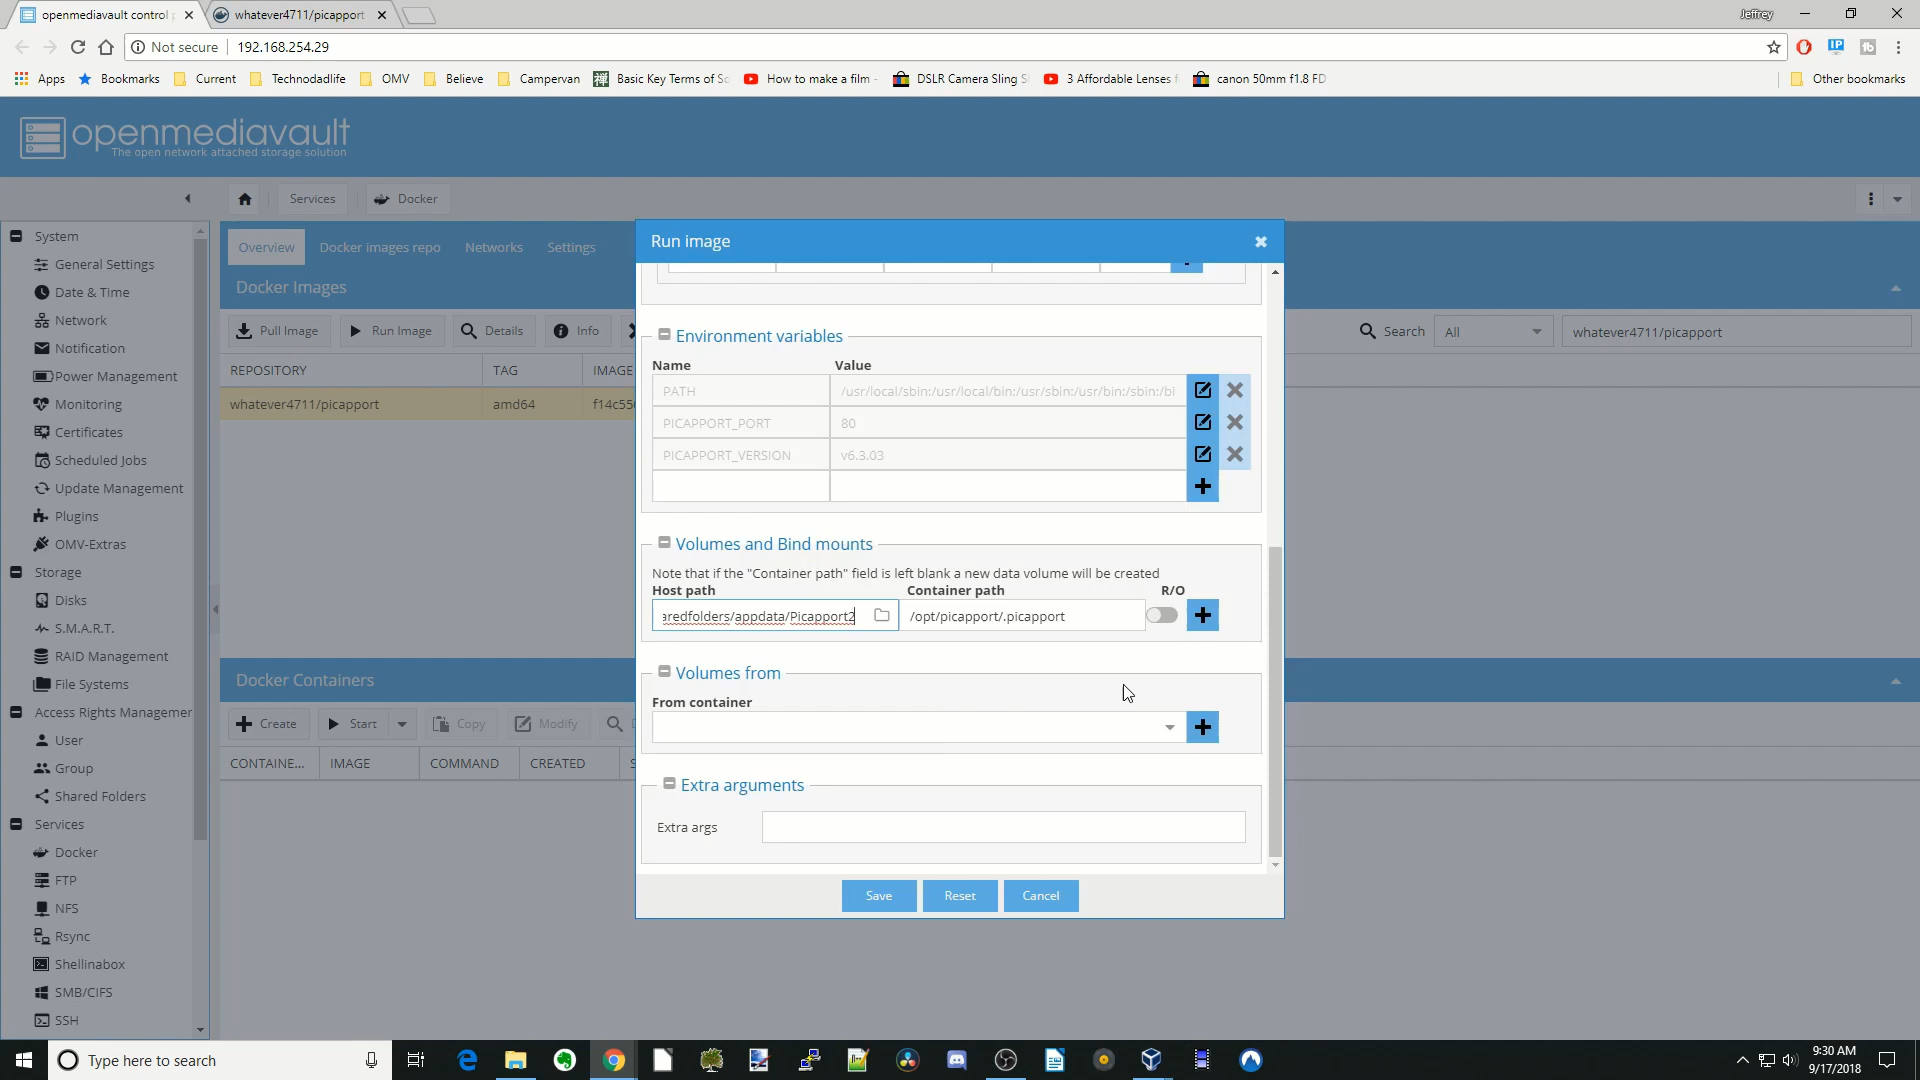 openmediavault control p
whatever4711/picapport
Jeffrey
Not secure
192.168.254.29
Apps
Bookmarks
Current
Technodadlife
OMV
Believe
Campervan
Basic Key Terms of Sc
How to make a film -
DSLR Camera Sling S
3 Affordable Lenses f
canon 50mm f1.8 FD
Other bookmarks
openmediavault
The open network attached storage solution
Services
Docker
System
General Settings
Date & Time
Network
Notification
Power Management
Monitoring
Certificates
Scheduled Jobs
Update Management
Plugins
OMV-Extras
Storage
Disks
S.M.A.R.T.
RAID Management
File Systems
Access Rights Managemer
User
Group
Shared Folders
Services
Docker
FTP
NFS
Rsync
Shellinabox
SMB/CIFS
SSH
Overview
Docker images repo
Networks
Settings
Docker Images
Pull Image
Run Image
Details
Info
Search
All
whatever4711/picapport
REPOSITORY
TAG
IMAGE
whatever4711/picapport
amd64
f14c55
Docker Containers
Create
Start
Copy
Modify
CONTAINE...
IMAGE
COMMAND
CREATED
Run image
Environment variables
Name
Value
PATH
/usr/local/sbin:/usr/local/bin:/usr/sbin:/usr/bin:/sbin:/bi
PICAPPORT_PORT
80
PICAPPORT_VERSION
v6.3.03
Volumes and Bind mounts
Note that if the "Container path" field is left blank a new data volume will be created
Host path
Container path
R/O
aredfolders/appdata/Picapport2
/opt/picapport/.picapport
Volumes from
From container
Extra arguments
Extra args
Save
Reset
Cancel
Type here to search
9:30 AM
9/17/2018